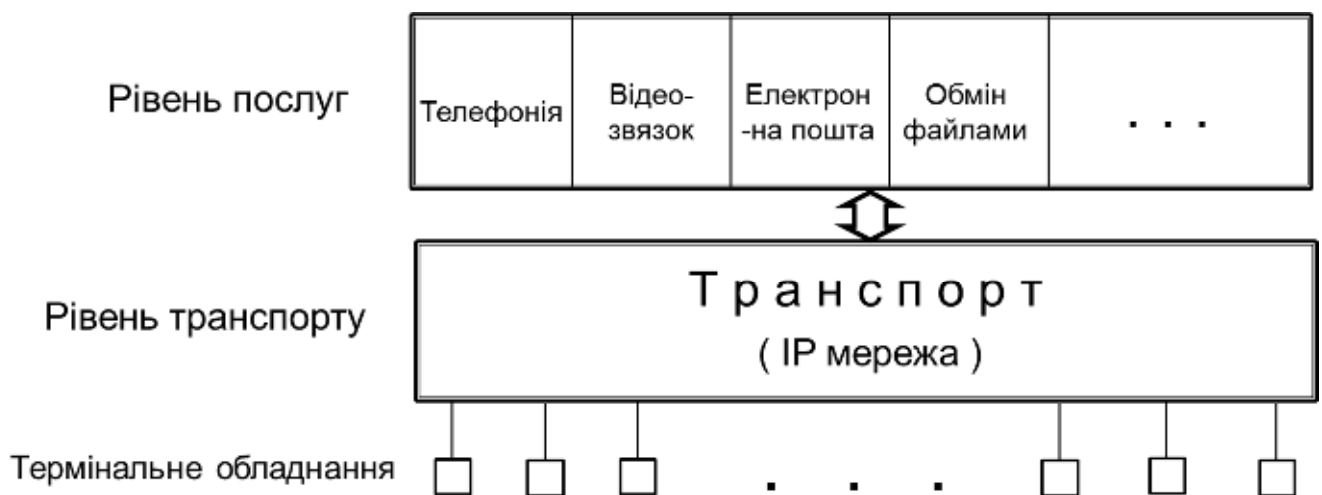 Рівень послуг
Телефонія
Відео-
звязок
Електрон
-на пошта
Обмін
файлами
. . .
Рівень транспорту
Транспорт
( IP мережа )
Термінальне обладнання
. . .